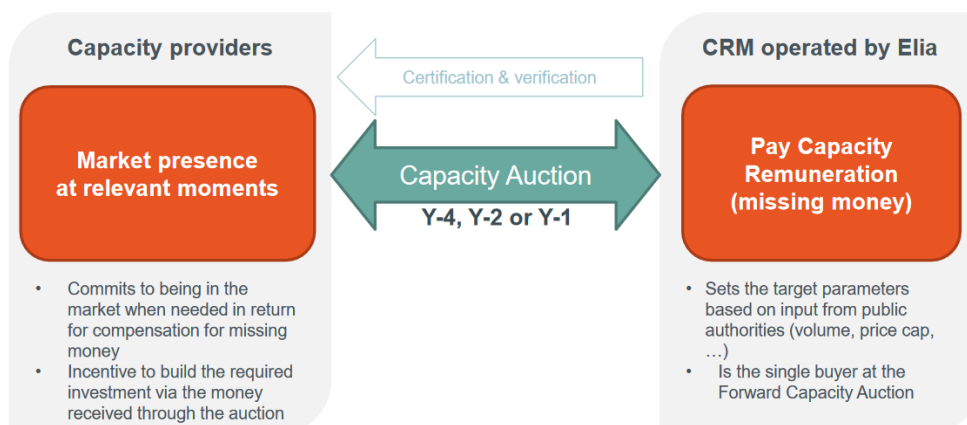 Capacity providers
Market presence
at relevant moments
• Commits to being in the
market when needed in return
for compensation for missing
money
• Incentive to build the required
investment via the money
received through the auction
Certification & verification
Capacity Auction
Y-4, Y-2 or Y-1
CRM operated by Elia
Pay Capacity
Remuneration
(missing money)
• Sets the target parameters
based on input from public
authorities (volume, price cap,
…)
• Is the single buyer at the
Forward Capacity Auction